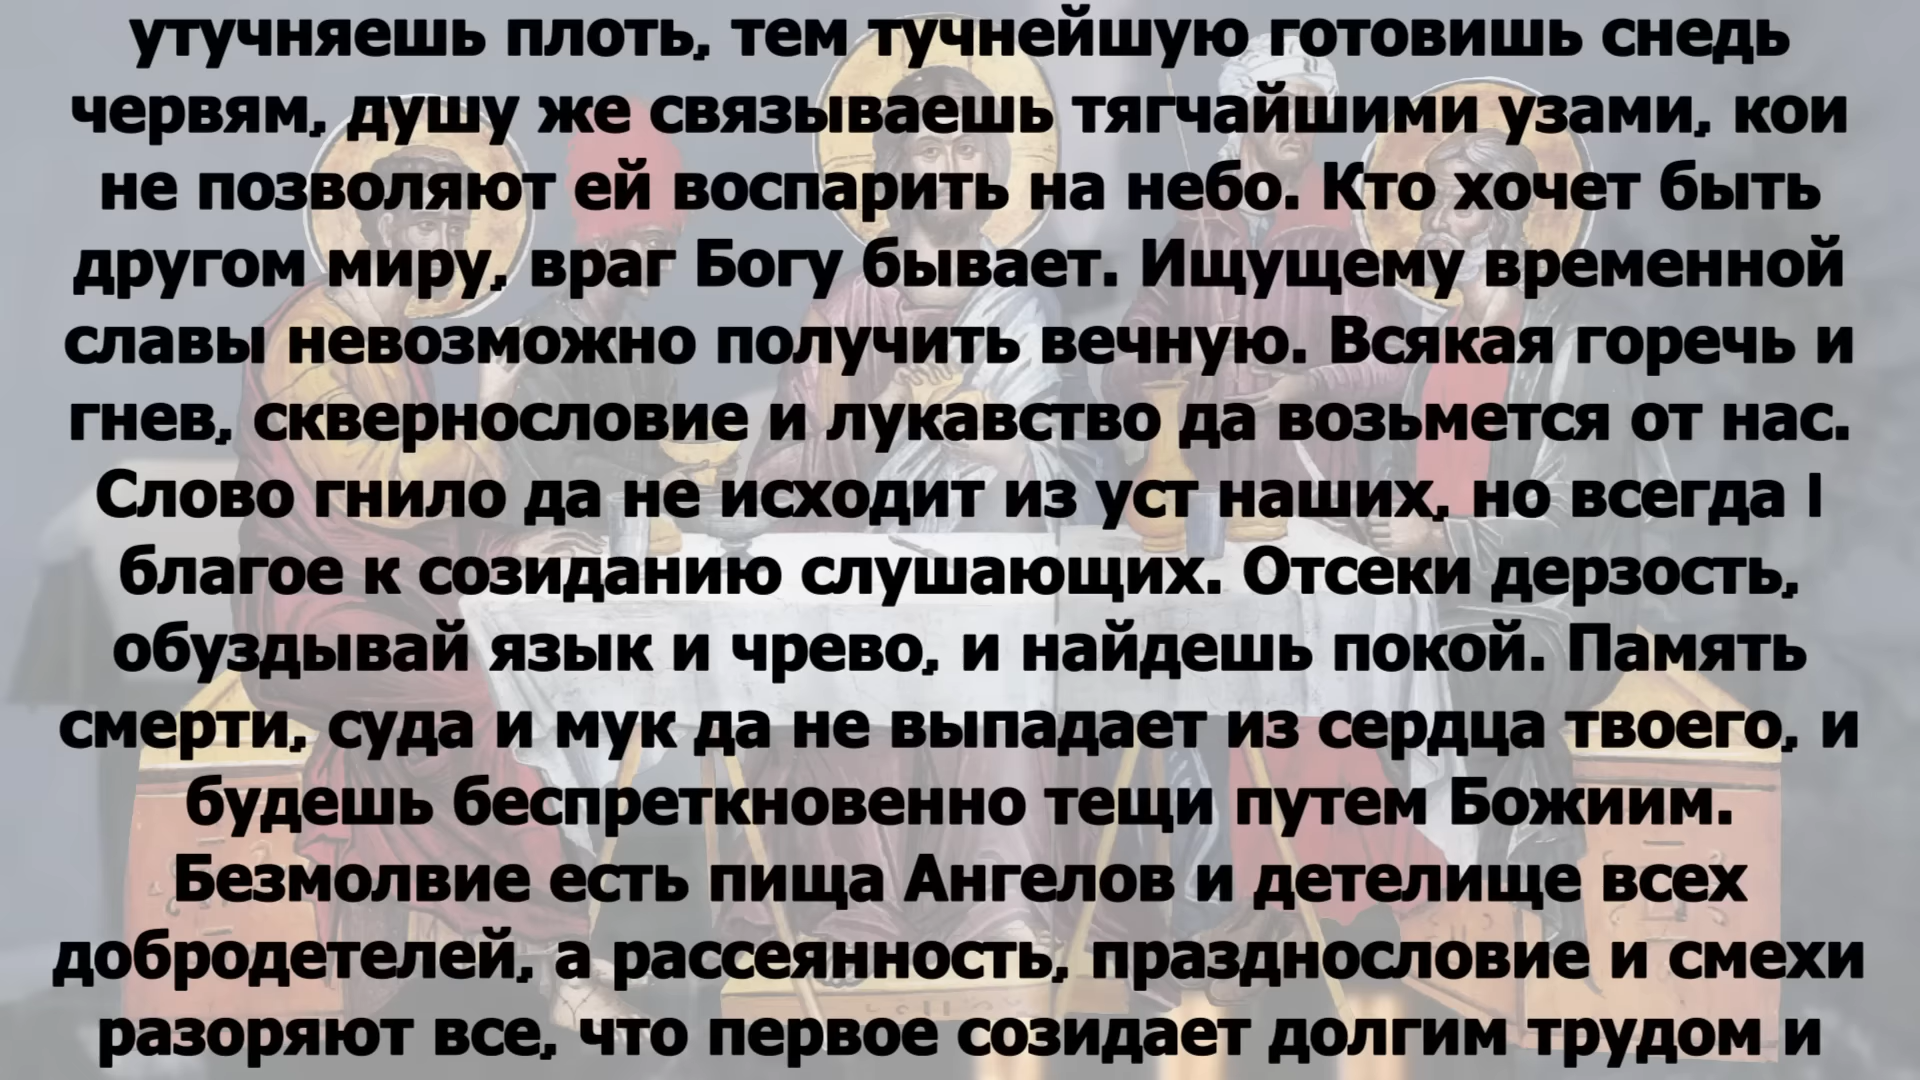 утучняешь плоть, тем тучнейшую готовишь снедь
червям, душу же связываешь тягчайшими узами, кои
не позволяют ей воспарить на небо. Кто хочет быть
другом миру, враг Богу бывает. Ищущему временной
славы невозможно получить вечную. Всякая горечь и
гнев, сквернословие и лукавство да возьмется от нас.
Слово гнило да не исходит из уст наших, но всегда |
благое к созиданию слушающих. Отсеки дерзость,
обуздывай язык и чрево, и найдешь покой. Память
смерти, суда и мук да не выпадает из сердца твоего, и
будешь беспреткновенно тещи путем Божиим.
Безмолвие есть пища Ангелов и детелище всех
добродетелей, а рассеянность, празднословие и смехи
разоряют все, что первое созидает долгим трудом и